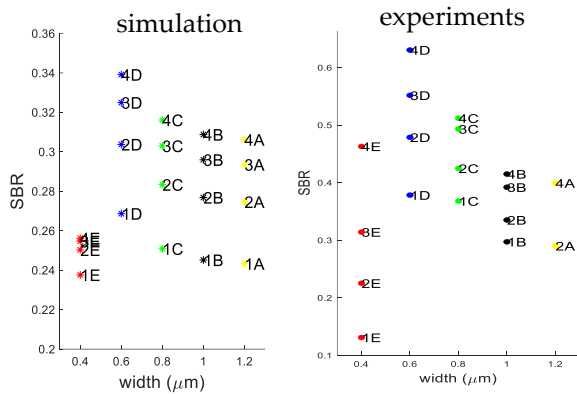 simulation
SBR
0.36
0.34
0.32
0.3
0.28
0.26
0.24
0.22
0.2
4D
3D
2D
1D
4C
3C
2C
1C
4B
3B
2B
1B
4A
3A
2A
1A
4E
3E
2E
1E
0.4 0.6 0.8 1 1.2
width (μm)
experiments
SBR
0.6
0.5
0.4
0.3
0.2
0.1
4D
3D
2D
1D
4C
3C
2C
1C
4B
3B
2B
1B
4A
2A
4E
3E
2E
1E
0.4 0.6 0.8 1 1.2
width (μm)